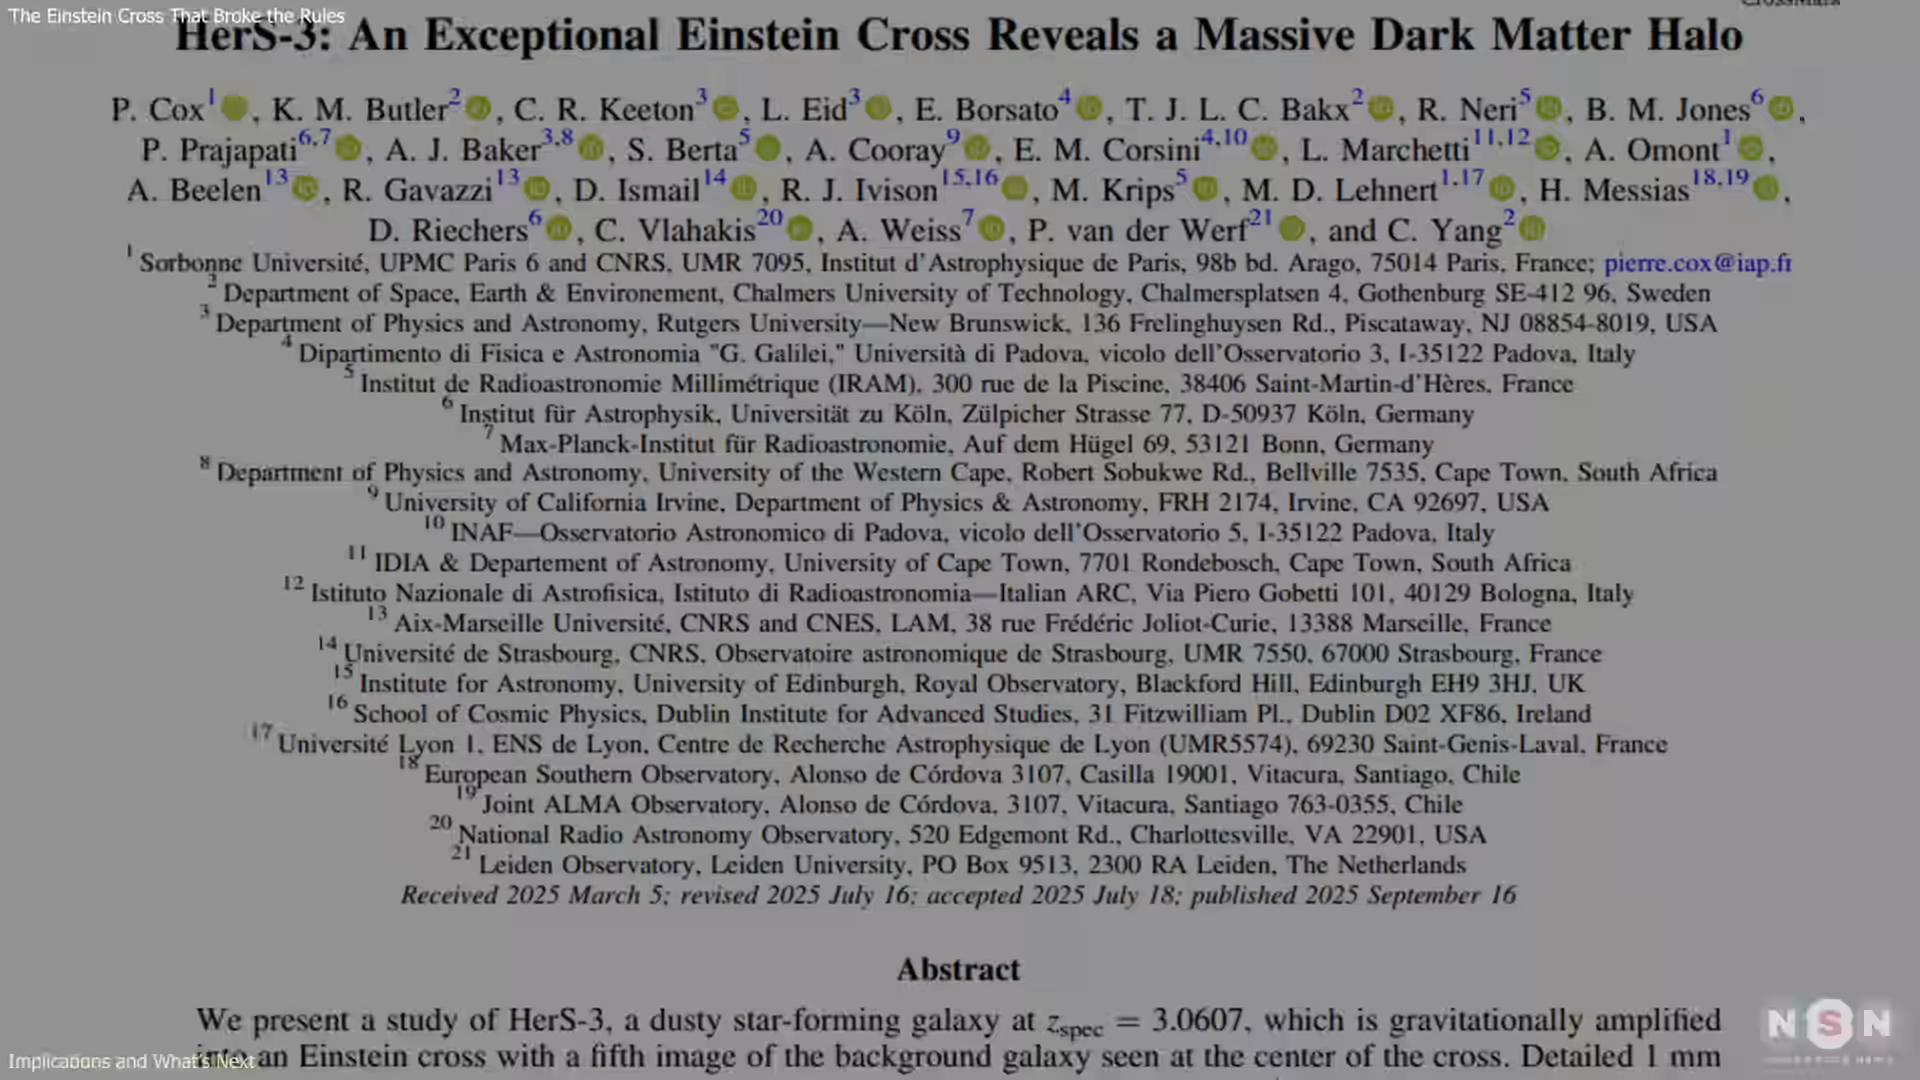 The Einstein Cross That Broke the Rules
HerS-3: An Exceptional Einstein Cross Reveals a Massive Dark Matter Halo
P. Cox1, K. M. Butler2, C. R. Keeton3, L. Eid3, E. Borsato4, T. J. L. C. Bakx2, R. Neri5, B. M. Jones6,
P. Prajapati6,7, A. J. Baker3,8, S. Berta5, A. Cooray9, E. M. Corsini4,10, L. Marchetti11,12, A. Omont1,
A. Beelen13, R. Gavazzi13, D. Ismail14, R. J. Ivison15,16, M. Krips5, M. D. Lehnert1,17, H. Messias18,19,
D. Riechers6, C. Vlahakis20, A. Weiss7, P. van der Werf21, and C. Yang2
1 Sorbonne Université, UPMC Paris 6 and CNRS, UMR 7095, Institut d'Astrophysique de Paris, 98b bd. Arago, 75014 Paris, France; pierre.cox@iap.fr
2 Department of Space, Earth & Environement, Chalmers University of Technology, Chalmersplatsen 4, Gothenburg SE-412 96, Sweden
3 Department of Physics and Astronomy, Rutgers University—New Brunswick, 136 Frelinghuysen Rd., Piscataway, NJ 08854-8019, USA
4 Dipartimento di Fisica e Astronomia "G. Galilei," Università di Padova, vicolo dell'Osservatorio 3, I-35122 Padova, Italy
5 Institut de Radioastronomie Millimétrique (IRAM), 300 rue de la Piscine, 38406 Saint-Martin-d'Hères, France
6 Institut für Astrophysik, Universität zu Köln, Zülpicher Strasse 77, D-50937 Köln, Germany
7 Max-Planck-Institut für Radioastronomie, Auf dem Hügel 69, 53121 Bonn, Germany
8 Department of Physics and Astronomy, University of the Western Cape, Robert Sobukwe Rd., Bellville 7535, Cape Town, South Africa
9 University of California Irvine, Department of Physics & Astronomy, FRH 2174, Irvine, CA 92697, USA
10 INAF—Osservatorio Astronomico di Padova, vicolo dell'Osservatorio 5, I-35122 Padova, Italy
11 IDIA & Departement of Astronomy, University of Cape Town, 7701 Rondebosch, Cape Town, South Africa
12 Istituto Nazionale di Astrofisica, Istituto di Radioastronomia—Italian ARC, Via Piero Gobetti 101, 40129 Bologna, Italy
13 Aix-Marseille Université, CNRS and CNES, LAM, 38 rue Frédéric Joliot-Curie, 13388 Marseille, France
14 Université de Strasbourg, CNRS, Observatoire astronomique de Strasbourg, UMR 7550, 67000 Strasbourg, France
15 Institute for Astronomy, University of Edinburgh, Royal Observatory, Blackford Hill, Edinburgh EH9 3HJ, UK
16 School of Cosmic Physics, Dublin Institute for Advanced Studies, 31 Fitzwilliam Pl., Dublin D02 XF86, Ireland
17 Université Lyon 1, ENS de Lyon, Centre de Recherche Astrophysique de Lyon (UMR5574), 69230 Saint-Genis-Laval, France
18 European Southern Observatory, Alonso de Córdova 3107, Casilla 19001, Vitacura, Santiago, Chile
19 Joint ALMA Observatory, Alonso de Córdova, 3107, Vitacura, Santiago 763-0355, Chile
20 National Radio Astronomy Observatory, 520 Edgemont Rd., Charlottesville, VA 22901, USA
21 Leiden Observatory, Leiden University, PO Box 9513, 2300 RA Leiden, The Netherlands
Received 2025 March 5; revised 2025 July 16; accepted 2025 July 18; published 2025 September 16
Abstract
We present a study of HerS-3, a dusty star-forming galaxy at zspec = 3.0607, which is gravitationally amplified
into an Einstein cross with a fifth image of the background galaxy seen at the center of the cross. Detailed 1 mm
Implications and What's Next
NSN